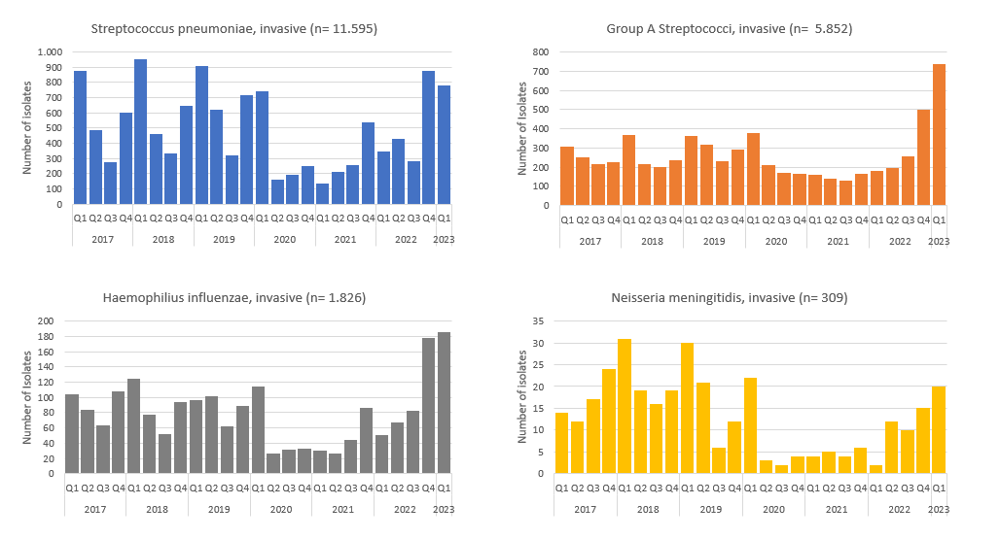 Streptococcus pneumoniae, invasive (n= 11.595)
Number of Isolates
1.000
900
800
700
600
500
400
300
200
100
0
Q1 Q2 Q3 Q4 Q1 Q2 Q3 Q4 Q1 Q2 Q3 Q4 Q1 Q2 Q3 Q4 Q1 Q2 Q3 Q4 Q1 Q2 Q3 Q4 Q1
2017 2018 2019 2020 2021 2022 2023
Group A Streptococci, invasive (n= 5.852)
Number of Isolates
800
700
600
500
400
300
200
100
0
Q1 Q2 Q3 Q4 Q1 Q2 Q3 Q4 Q1 Q2 Q3 Q4 Q1 Q2 Q3 Q4 Q1 Q2 Q3 Q4 Q1 Q2 Q3 Q4 Q1
2017 2018 2019 2020 2021 2022 2023
Haemophilius influenzae, invasive (n= 1.826)
Number of Isolates
200
180
160
140
120
100
80
60
40
20
0
Q1 Q2 Q3 Q4 Q1 Q2 Q3 Q4 Q1 Q2 Q3 Q4 Q1 Q2 Q3 Q4 Q1 Q2 Q3 Q4 Q1 Q2 Q3 Q4 Q1
2017 2018 2019 2020 2021 2022 2023
Neisseria meningitidis, invasive (n= 309)
Number of Isolates
35
30
25
20
15
10
5
0
Q1 Q2 Q3 Q4 Q1 Q2 Q3 Q4 Q1 Q2 Q3 Q4 Q1 Q2 Q3 Q4 Q1 Q2 Q3 Q4 Q1 Q2 Q3 Q4 Q1
2017 2018 2019 2020 2021 2022 2023